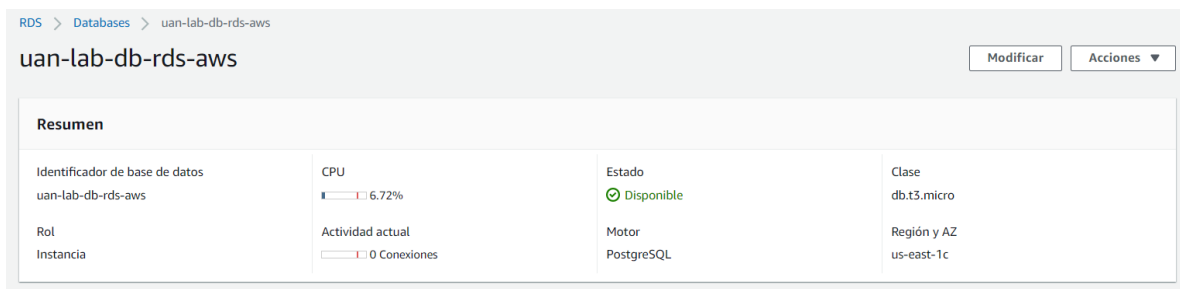 RDS > Databases > uan-lab-db-rds-aws
uan-lab-db-rds-aws
Modificar
Acciones ▼
Resumen
Identificador de base de datos
uan-lab-db-rds-aws
CPU
6.72%
Estado
Disponible
Clase
db.t3.micro
Rol
Instancia
Actividad actual
0 Conexiones
Motor
PostgreSQL
Región y AZ
us-east-1c